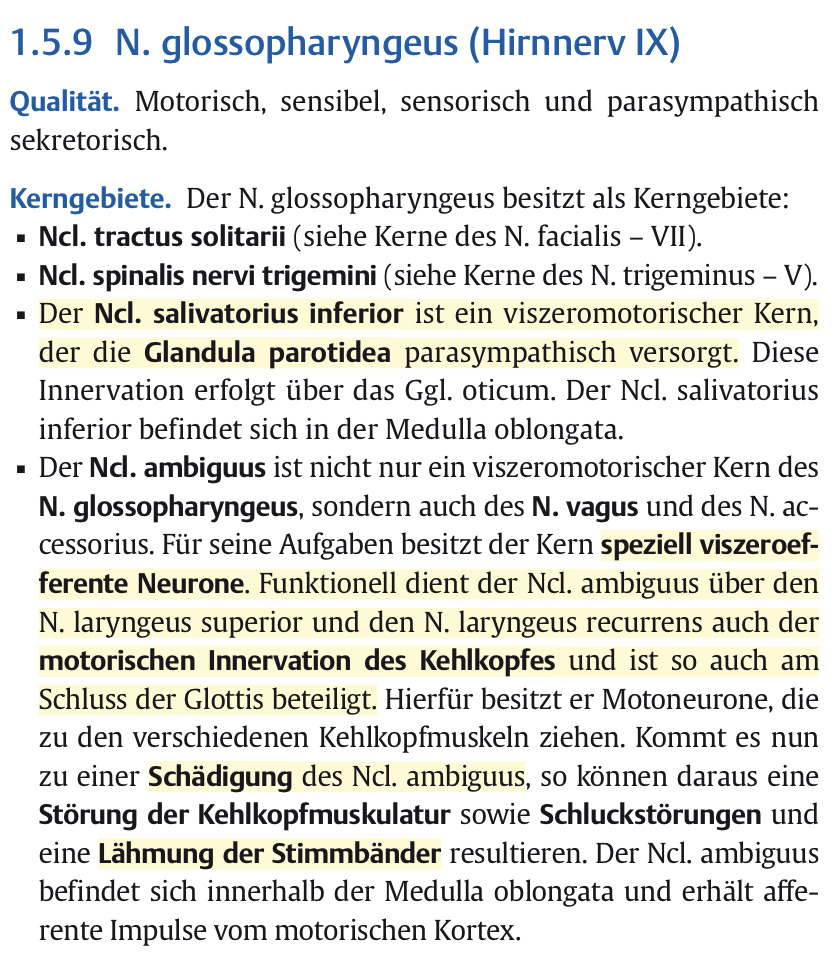 1.5.9 N. glossopharyngeus (Hirnnerv IX)
Qualität. Motorisch, sensibel, sensorisch und parasympathisch
sekretorisch.
Kerngebiete. Der N. glossopharyngeus besitzt als Kerngebiete:
▪ Ncl. tractus solitarii (siehe Kerne des N. facialis – VII).
▪ Ncl. spinalis nervi trigemini (siehe Kerne des N. trigeminus – V).
▪ Der Ncl. salivatorius inferior ist ein viszeromotorischer Kern,
der die Glandula parotidea parasympathisch versorgt. Diese
Innervation erfolgt über das Ggl. oticum. Der Ncl. salivatorius
inferior befindet sich in der Medulla oblongata.
▪ Der Ncl. ambiguus ist nicht nur ein viszeromotorischer Kern des
N. glossopharyngeus, sondern auch des N. vagus und des N. ac-
cessorius. Für seine Aufgaben besitzt der Kern speziell viszeroef-
ferente Neurone. Funktionell dient der Ncl. ambiguus über den
N. laryngeus superior und den N. laryngeus recurrens auch der
motorischen Innervation des Kehlkopfes und ist so auch am
Schluss der Glottis beteiligt. Hierfür besitzt er Motoneurone, die
zu den verschiedenen Kehlkopfmuskeln ziehen. Kommt es nun
zu einer Schädigung des Ncl. ambiguus, so können daraus eine
Störung der Kehlkopfmuskulatur sowie Schluckstörungen und
eine Lähmung der Stimmbänder resultieren. Der Ncl. ambiguus
befindet sich innerhalb der Medulla oblongata und erhält affe-
rente Impulse vom motorischen Kortex.